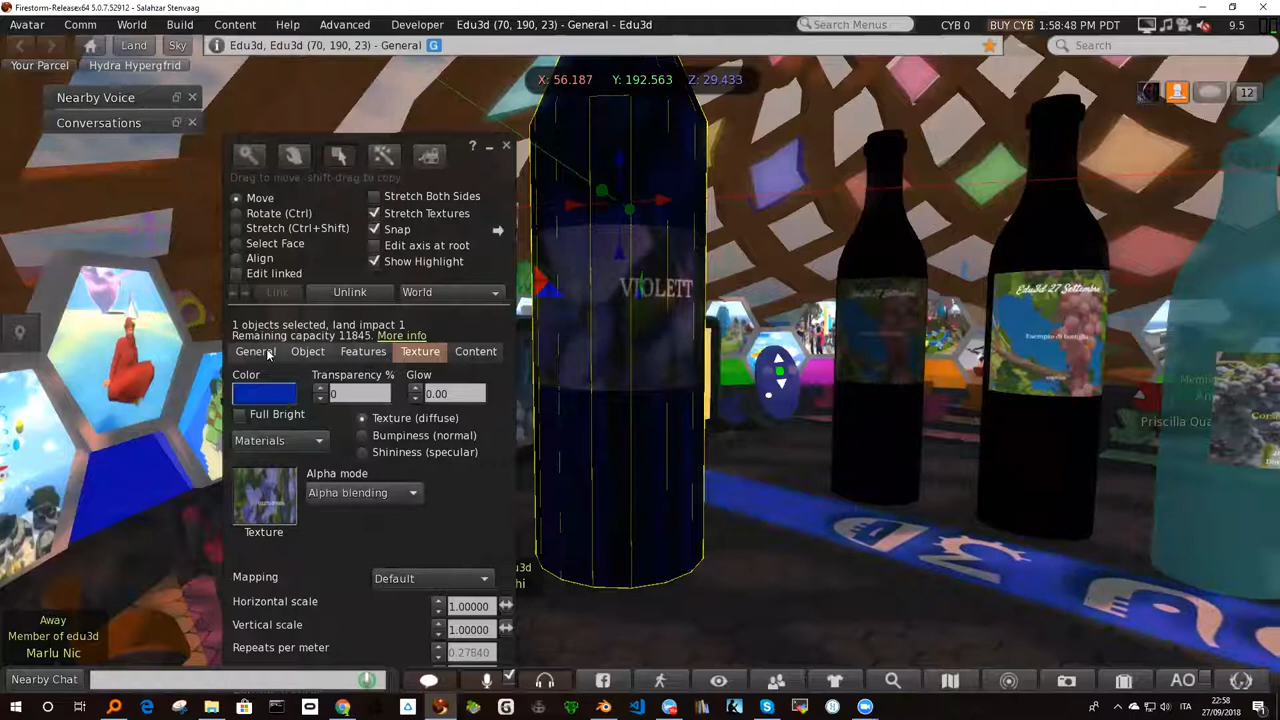 Firestorm-Releasex64 5.0.7.52912 - Salahzar Stenvaag
Avatar Comm World Build Content Help Advanced Developer Edu3d (70, 190, 23) - General - Edu3d Search Menus CYB 0 BUY CYB 1:58:48 PM PDT 9.5
Land Sky Edu3d, Edu3d (70, 190, 23) - General G Search
Your Parcel Hydra Hypergfrid
X: 56.187 Y: 192.563 Z: 29.433
12
Nearby Voice
Conversations
Drag to move, shift-drag to copy
Move
Rotate (Ctrl)
Stretch (Ctrl+Shift)
Select Face
Align
Edit linked
Stretch Both Sides
Stretch Textures
Snap
Edit axis at root
Show Highlight
Link Unlink World
1 objects selected, land impact 1
Remaining capacity 11845. More info
General Object Features Texture Content
Color Transparency % Glow
0 0.00
Full Bright
Materials
Texture (diffuse)
Bumpiness (normal)
Shininess (specular)
Alpha mode
Alpha blending
Texture
Mapping Default
Horizontal scale 1.00000
Vertical scale 1.00000
Repeats per meter 0.27840
VIOLETT
Edu3d 27 Settembre
Edu3d 27 Settembre
Esempio di bottiglia
Priscilla Qua
Away
Member of edu3d
Marlu Nic
Nearby Chat
AO
ITA
22:58
27/09/2018